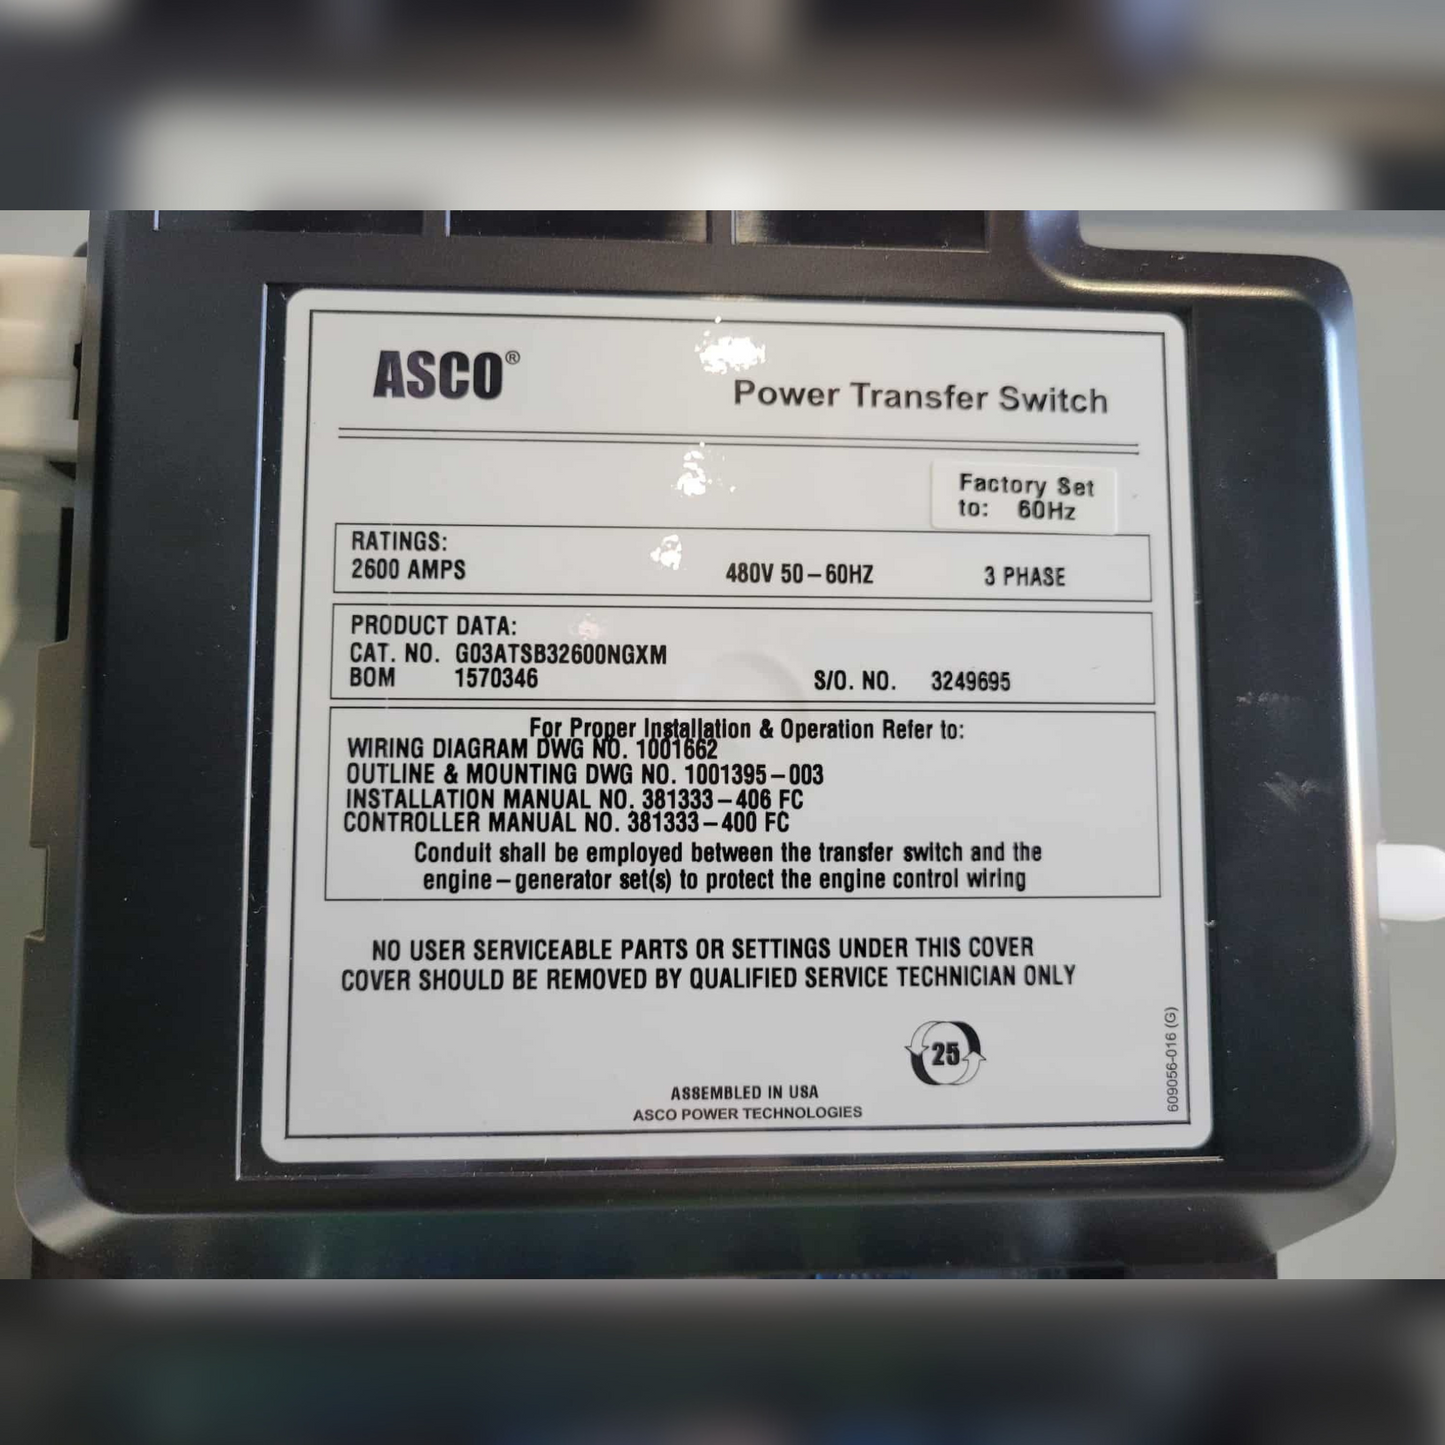 ASCO®
Power Transfer Switch
Factory Set
to: 60Hz
RATINGS:
2600 AMPS 480V 50-60HZ 3 PHASE
PRODUCT DATA:
CAT. NO. G03ATSB32600NGXM
BOM 1570346 S/O. NO. 3249695
For Proper Installation & Operation Refer to:
WIRING DIAGRAM DWG NO. 1001662
OUTLINE & MOUNTING DWG NO. 1001395-003
INSTALLATION MANUAL NO. 381333-406 FC
CONTROLLER MANUAL NO. 381333-400 FC
Conduit shall be employed between the transfer switch and the
engine-generator set(s) to protect the engine control wiring
NO USER SERVICEABLE PARTS OR SETTINGS UNDER THIS COVER
COVER SHOULD BE REMOVED BY QUALIFIED SERVICE TECHNICIAN ONLY
25
ASSEMBLED IN USA
ASCO POWER TECHNOLOGIES
609056-016 (G)